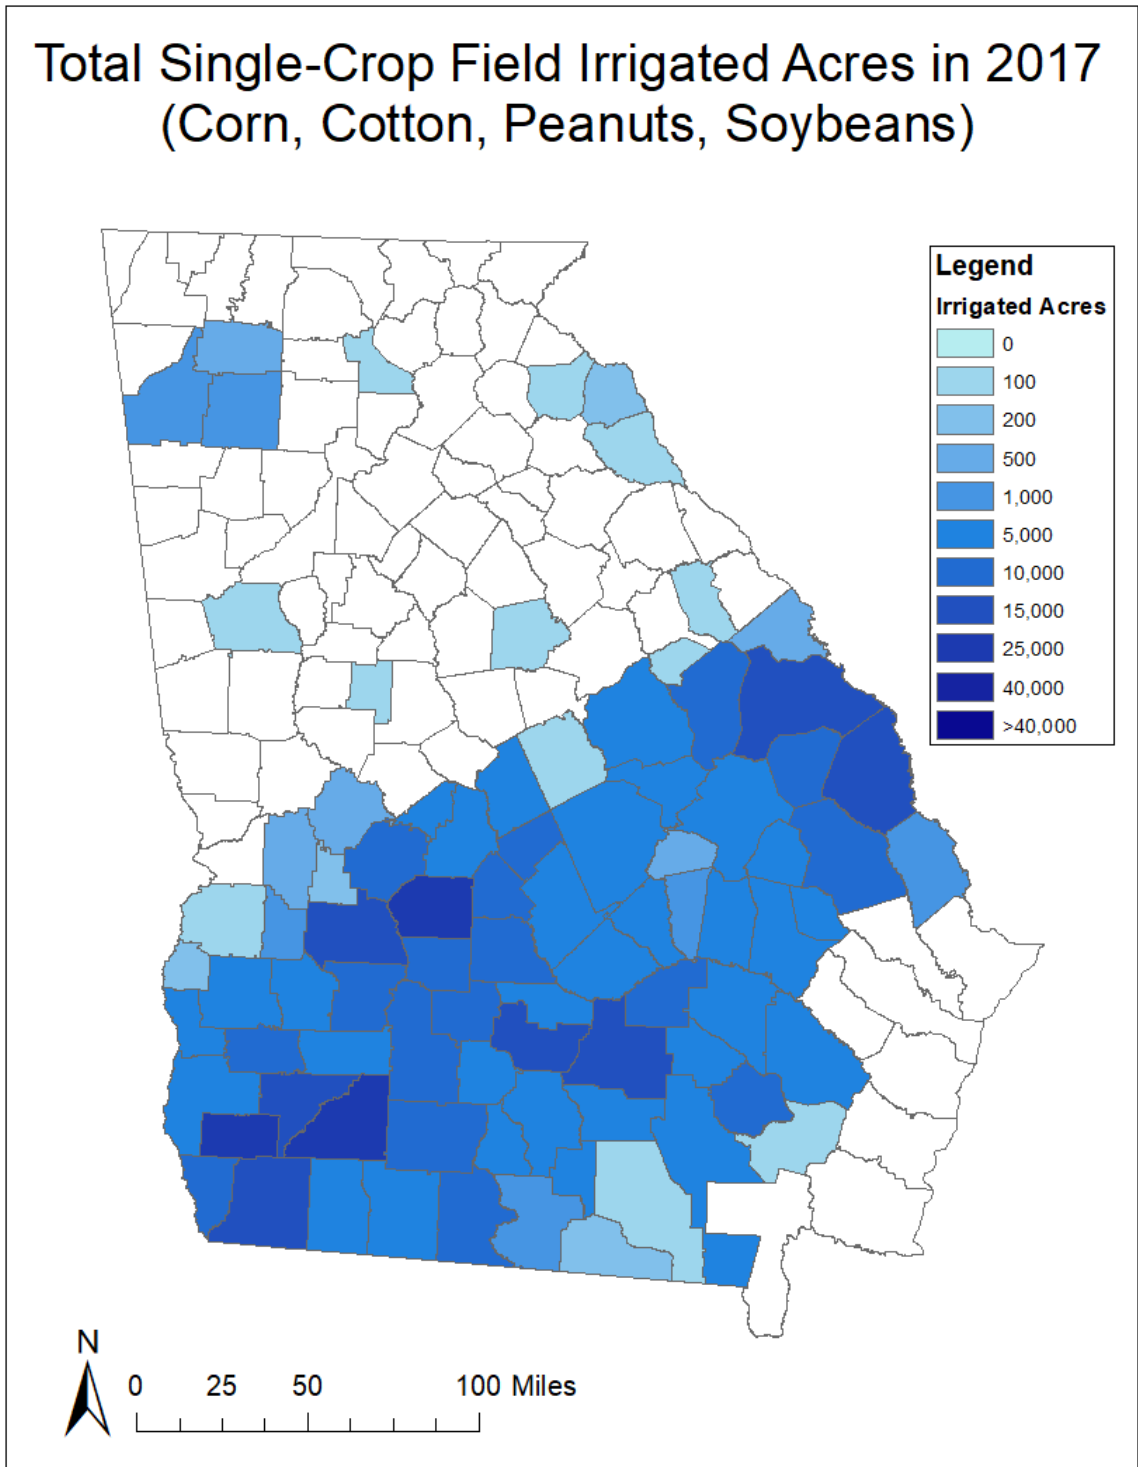 Total Single-Crop Field Irrigated Acres in 2017
(Corn, Cotton, Peanuts, Soybeans)
Legend
Irrigated Acres
0
100
200
500
1,000
5,000
10,000
15,000
25,000
40,000
>40,000
N
0 25 50 100 Miles